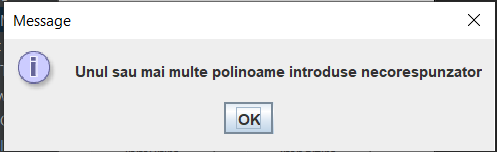 Message
Unul sau mai multe polinoame introduse necorespunzator
OK